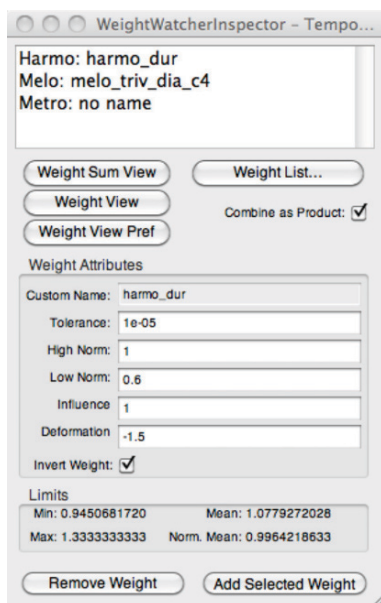 WeightWatcherInspector – Tempo...
Harmo: harmo_dur
Melo: melo_triv_dia_c4
Metro: no name
Weight Sum View
Weight List...
Weight View
Combine as Product:
Weight View Pref
Weight Attributes
Custom Name: harmo_dur
Tolerance: 1e-05
High Norm: 1
Low Norm: 0.6
Influence 1
Deformation -1.5
Invert Weight:
Limits
Min: 0.9450681720 Mean: 1.0779272028
Max: 1.3333333333 Norm. Mean: 0.9964218633
Remove Weight Add Selected Weight